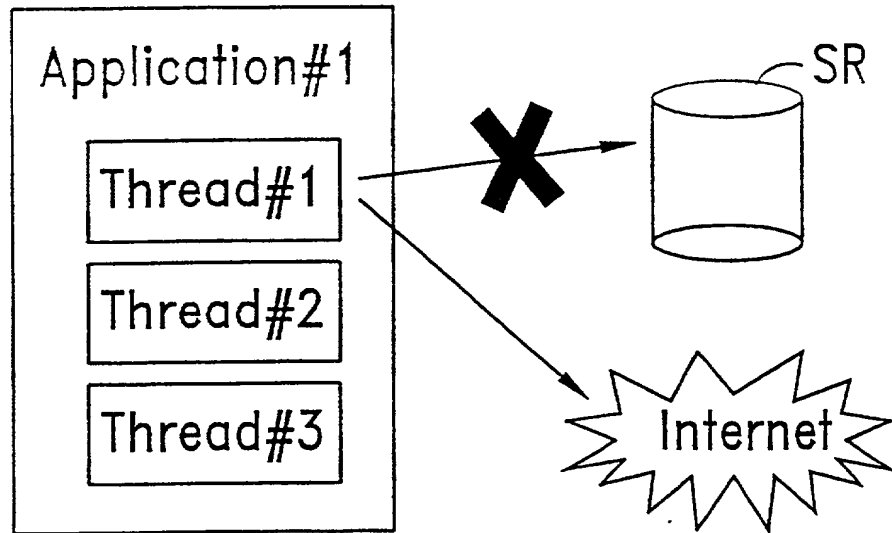 Application#1
SR
Thread#1
Thread#2
Thread#3
Internet